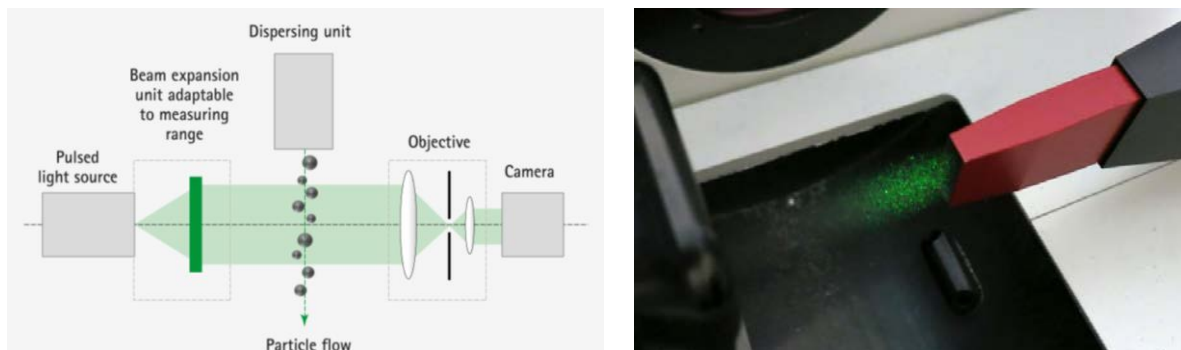 Dispersing unit
Beam expansion
unit adaptable
to measuring
range
Pulsed
light source
Objective
Camera
Particle flow